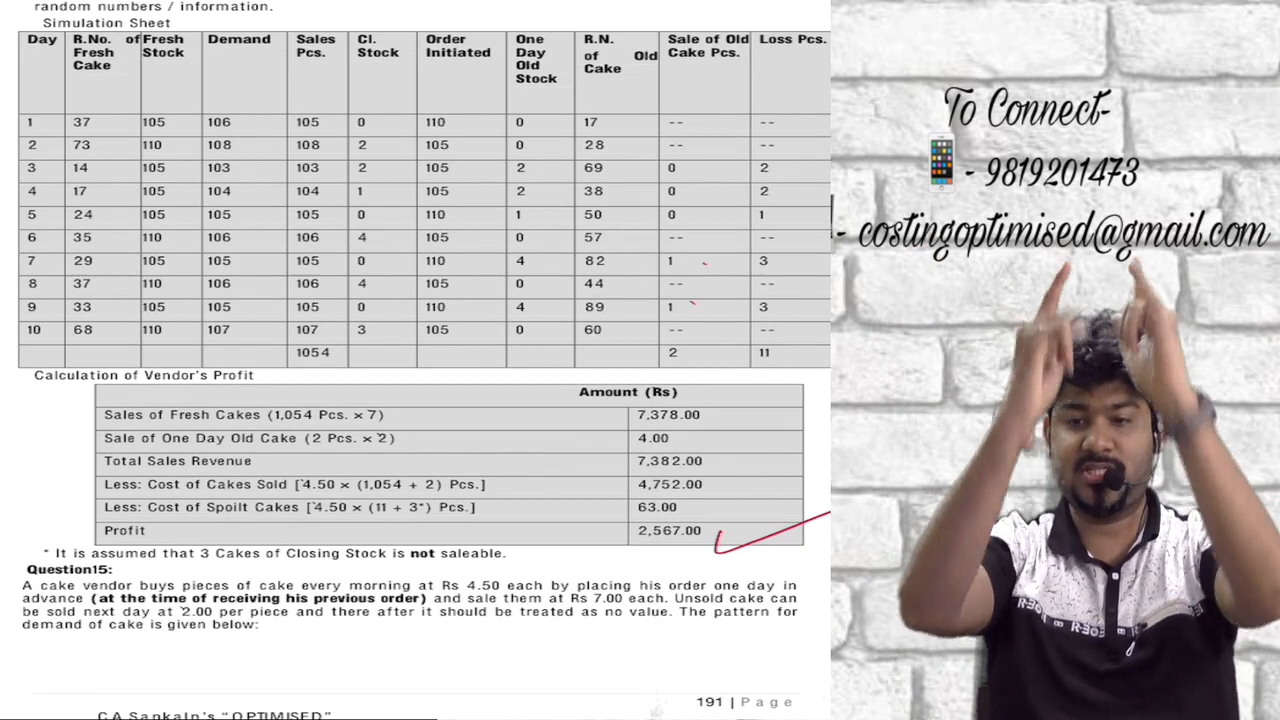 random numbers / information.
Simulation Sheet
Day | R.No. of Fresh Cake | Fresh Stock | Demand | Sales Pcs. | Cl. Stock | Order Initiated | One Day Old Stock | R.N. of Old Cake | Sale of Old Cake Pcs. | Loss Pcs.
1 | 37 | 105 | 106 | 105 | 0 | 110 | 0 | 17 | -- | --
2 | 73 | 110 | 108 | 108 | 2 | 105 | 0 | 28 | -- | --
3 | 14 | 105 | 103 | 103 | 2 | 105 | 2 | 69 | 0 | 2
4 | 17 | 105 | 104 | 104 | 1 | 105 | 2 | 38 | 0 | 2
5 | 24 | 105 | 105 | 105 | 0 | 110 | 1 | 50 | 0 | 1
6 | 35 | 110 | 106 | 106 | 4 | 105 | 0 | 57 | -- | --
7 | 29 | 105 | 105 | 105 | 0 | 110 | 4 | 82 | 1 | 3
8 | 37 | 110 | 106 | 106 | 4 | 105 | 0 | 44 | -- | --
9 | 33 | 105 | 105 | 105 | 0 | 110 | 4 | 89 | 1 | 3
10 | 68 | 110 | 107 | 107 | 3 | 105 | 0 | 60 | -- | --
1054 | 2 | 11
Calculation of Vendor's Profit
Amount (Rs)
Sales of Fresh Cakes (1,054 Pcs. × 7) | 7,378.00
Sale of One Day Old Cake (2 Pcs. × `2) | 4.00
Total Sales Revenue | 7,382.00
Less: Cost of Cakes Sold [`4.50 × (1,054 + 2) Pcs.] | 4,752.00
Less: Cost of Spoilt Cakes [`4.50 × (11 + 3*) Pcs.] | 63.00
Profit | 2,567.00
* It is assumed that 3 Cakes of Closing Stock is not saleable.
Question15:
A cake vendor buys pieces of cake every morning at Rs 4.50 each by placing his order one day in
advance (at the time of receiving his previous order) and sale them at Rs 7.00 each. Unsold cake can
be sold next day at `2.00 per piece and there after it should be treated as no value. The pattern for
demand of cake is given below:
191 | Page
CA Sankalp's "OPTIMISED"
To Connect-
- 9819201473
- costingoptimised@gmail.com